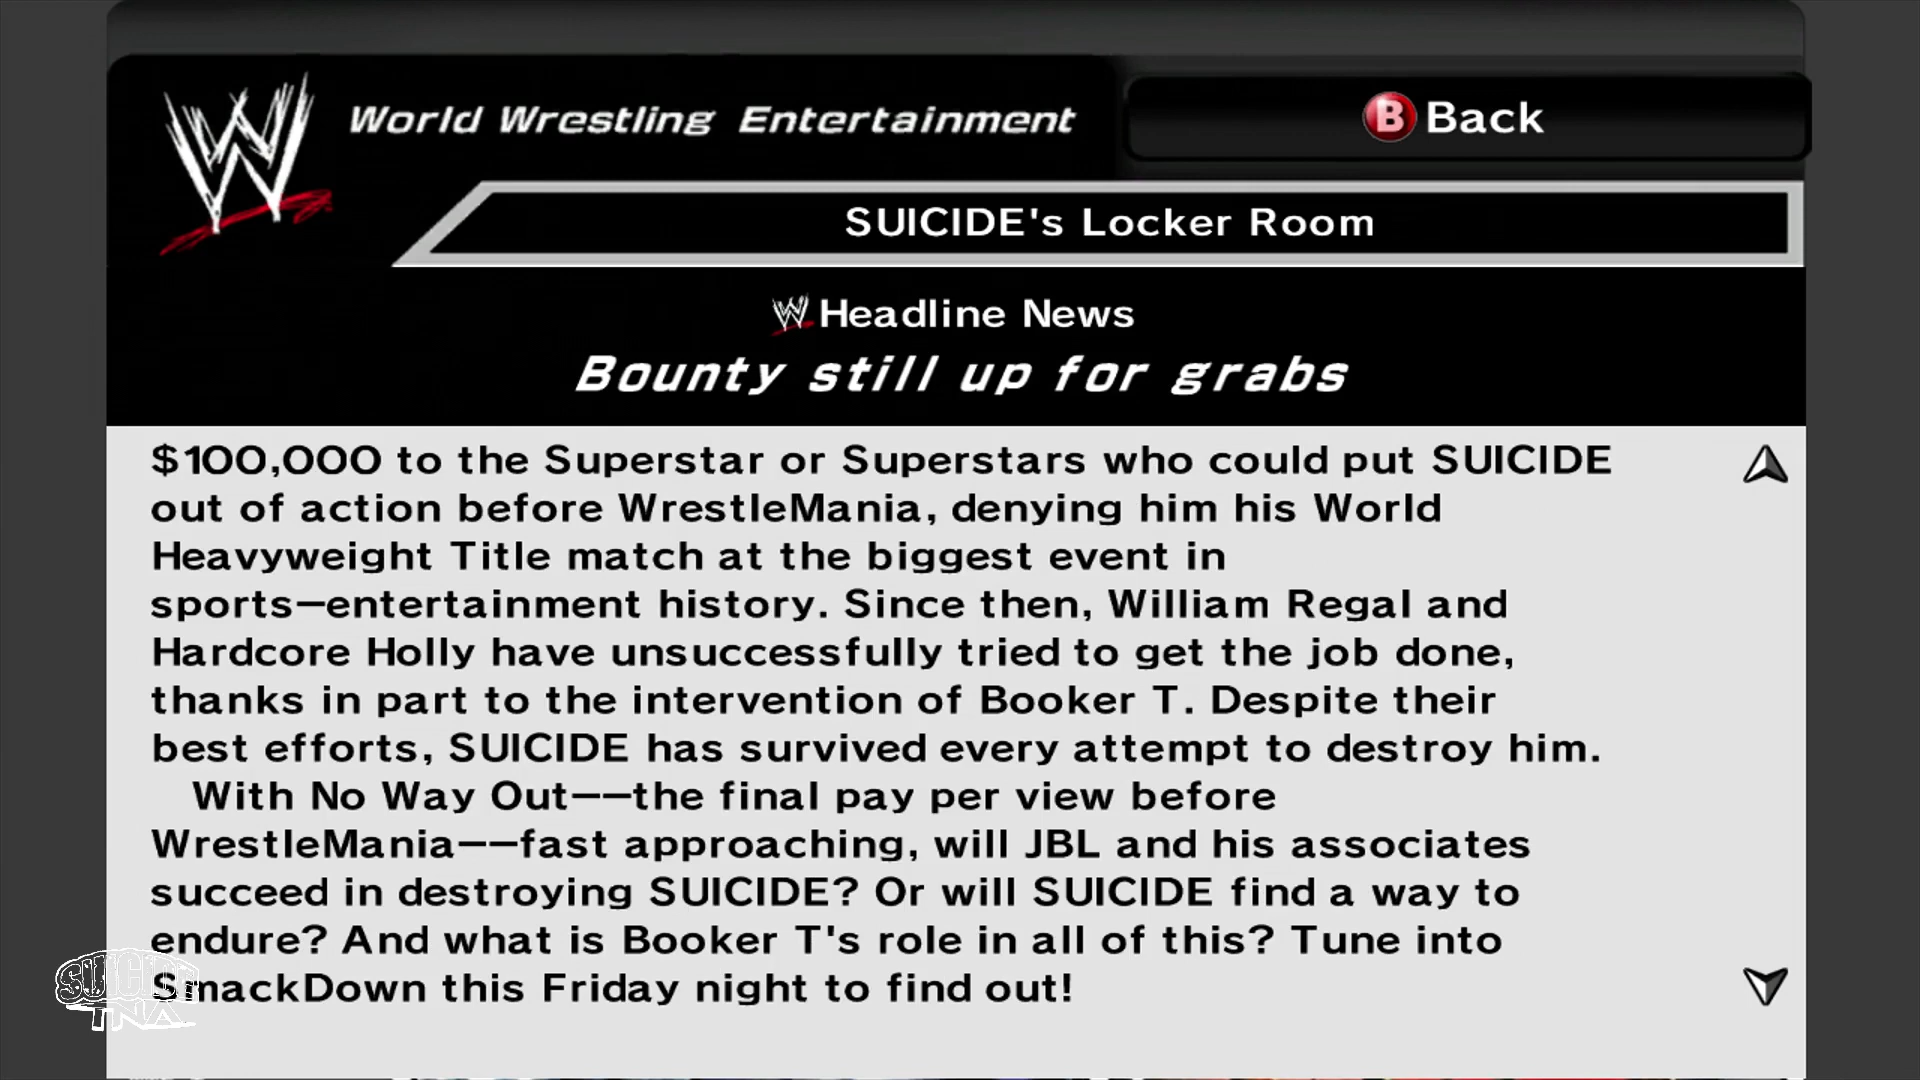 World Wrestling Entertainment
B Back
SUICIDE's Locker Room
W Headline News
Bounty still up for grabs
$100,000 to the Superstar or Superstars who could put SUICIDE
out of action before WrestleMania, denying him his World
Heavyweight Title match at the biggest event in
sports—entertainment history. Since then, William Regal and
Hardcore Holly have unsuccessfully tried to get the job done,
thanks in part to the intervention of Booker T. Despite their
best efforts, SUICIDE has survived every attempt to destroy him.
With No Way Out——the final pay per view before
WrestleMania——fast approaching, will JBL and his associates
succeed in destroying SUICIDE? Or will SUICIDE find a way to
endure? And what is Booker T's role in all of this? Tune into
SmackDown this Friday night to find out!
SUICIDE
TNA